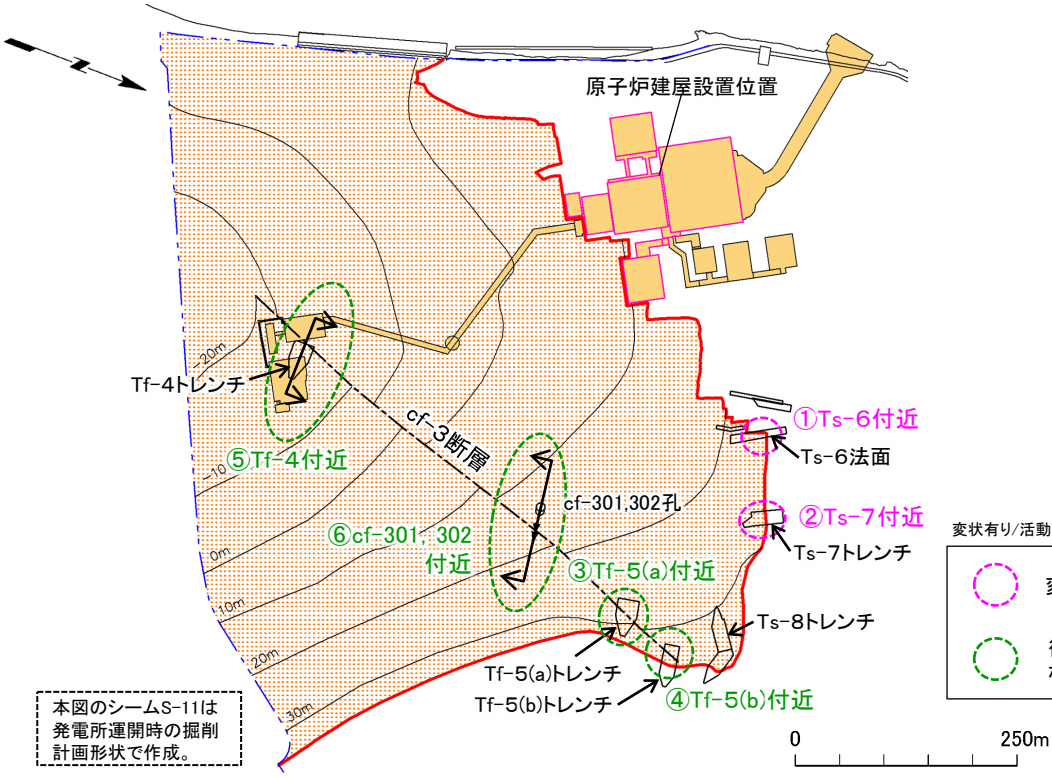 原子炉建屋設置位置
-20m
Tf-4トレンチ
-10
⑤Tf-4付近
cf-3断層
①Ts-6付近
Ts-6法面
cf-301,302孔
②Ts-7付近
Ts-7トレンチ
⑥cf-301, 302
付近
0m
③Tf-5(a)付近
変状有り/活動
10m
Ts-8トレンチ
20m
Tf-5(a)トレンチ
Tf-5(b)トレンチ
④Tf-5(b)付近
30m
本図のシームS-11は
発電所運開時の掘削
計画形状で作成。
0
250m